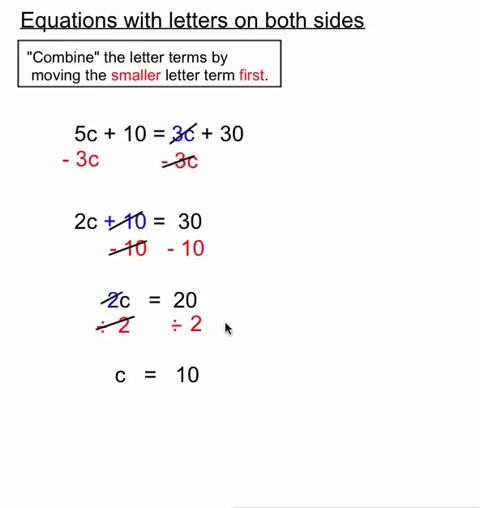 Equations with letters on both sides
"Combine" the letter terms by
moving the smaller letter term first.
5c + 10 = 3c + 30
- 3c - 3c
2c + 10 = 30
- 10 - 10
2c = 20
÷ 2 ÷ 2
c = 10